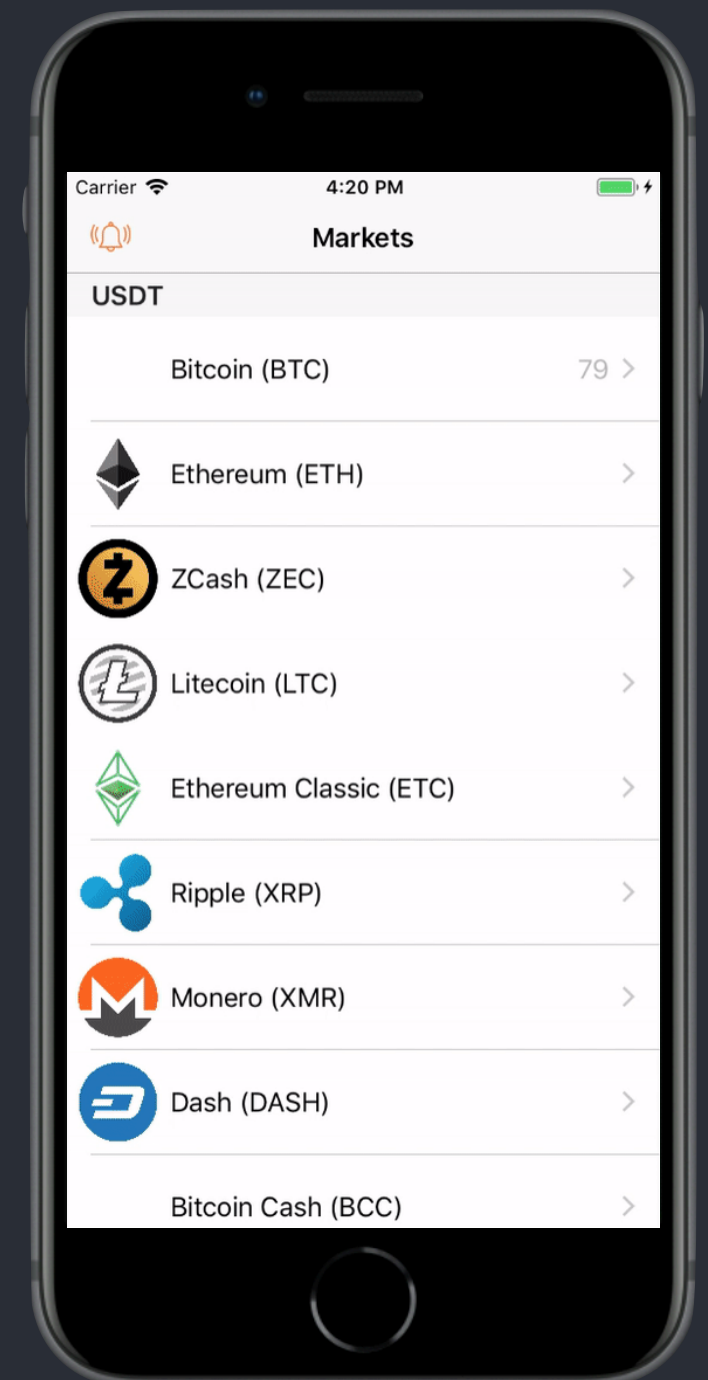 Carrier 4:20 PM
Markets
USDT
Bitcoin (BTC) 79
Ethereum (ETH)
ZCash (ZEC)
Litecoin (LTC)
Ethereum Classic (ETC)
Ripple (XRP)
Monero (XMR)
Dash (DASH)
Bitcoin Cash (BCC)